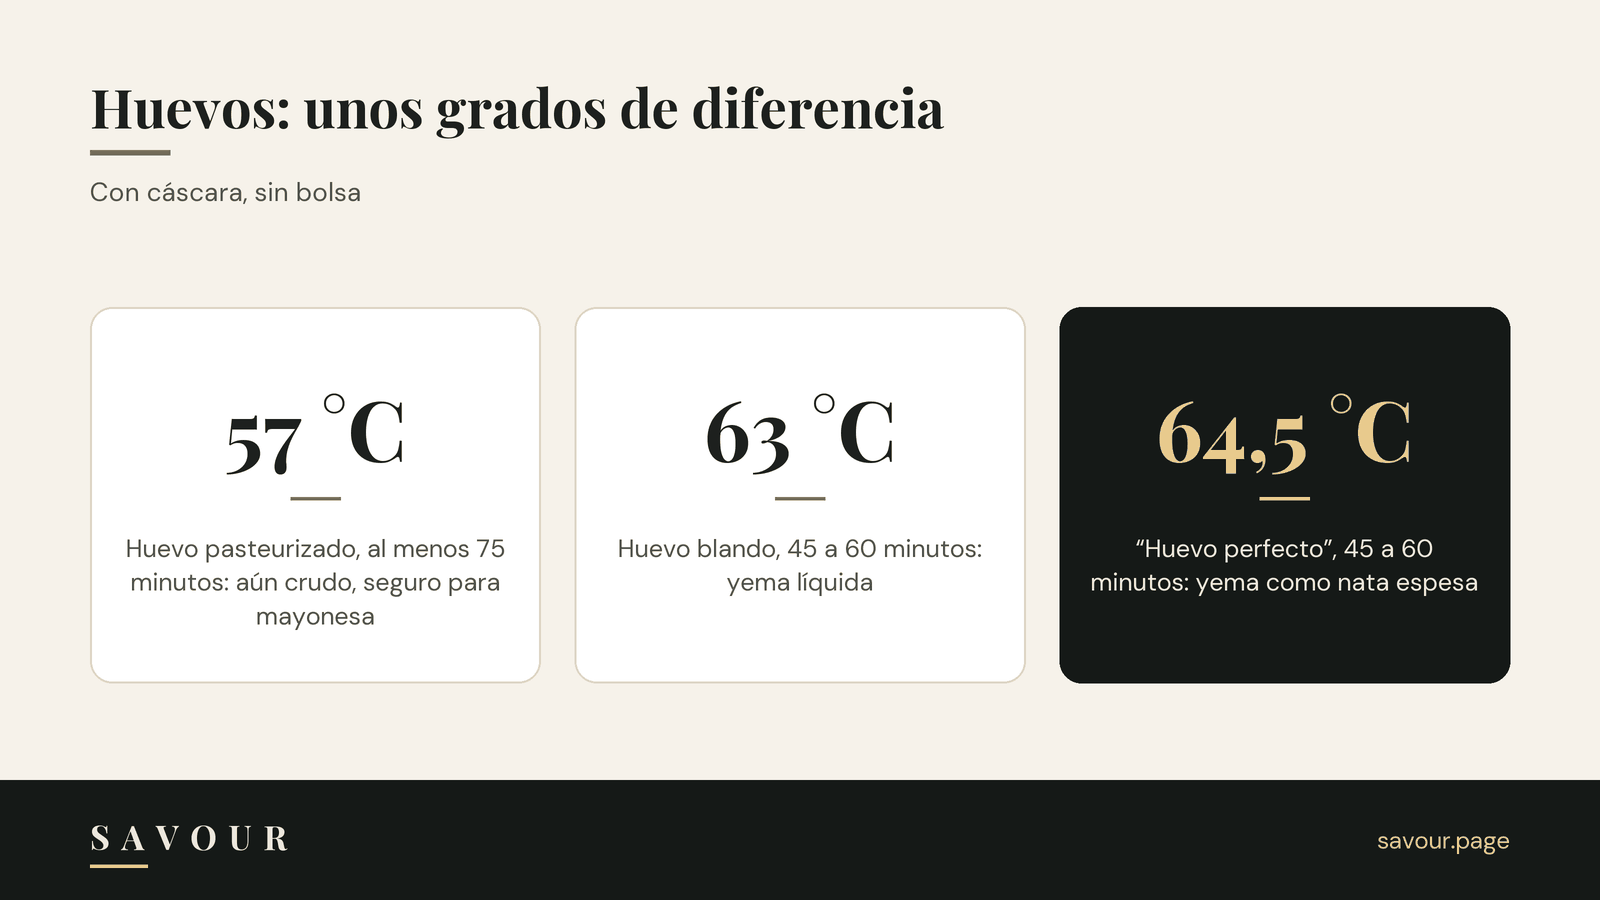 Huevos: unos grados de diferencia
Con cáscara, sin bolsa
57 °C
Huevo pasteurizado, al menos 75
minutos: aún crudo, seguro para
mayonesa
63 °C
Huevo blando, 45 a 60 minutos:
yema líquida
64,5 °C
“Huevo perfecto”, 45 a 60
minutos: yema como nata espesa
SAVOUR
savour.page